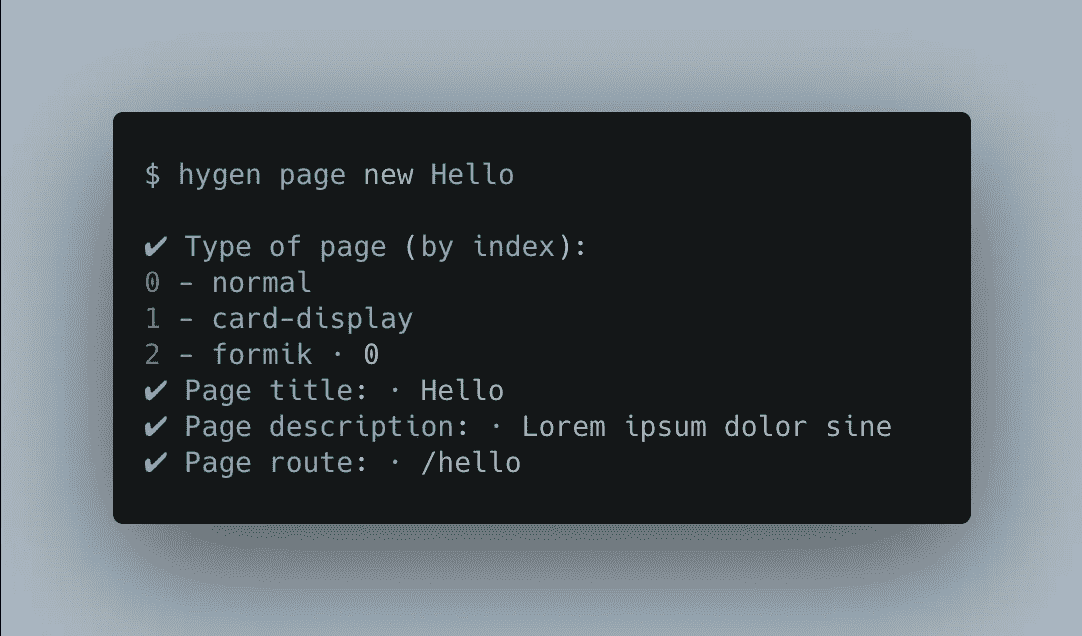 $ hygen page new Hello
✔ Type of page (by index):
0 - normal
1 - card-display
2 - formik · 0
✔ Page title: · Hello
✔ Page description: · Lorem ipsum dolor sine
✔ Page route: · /hello